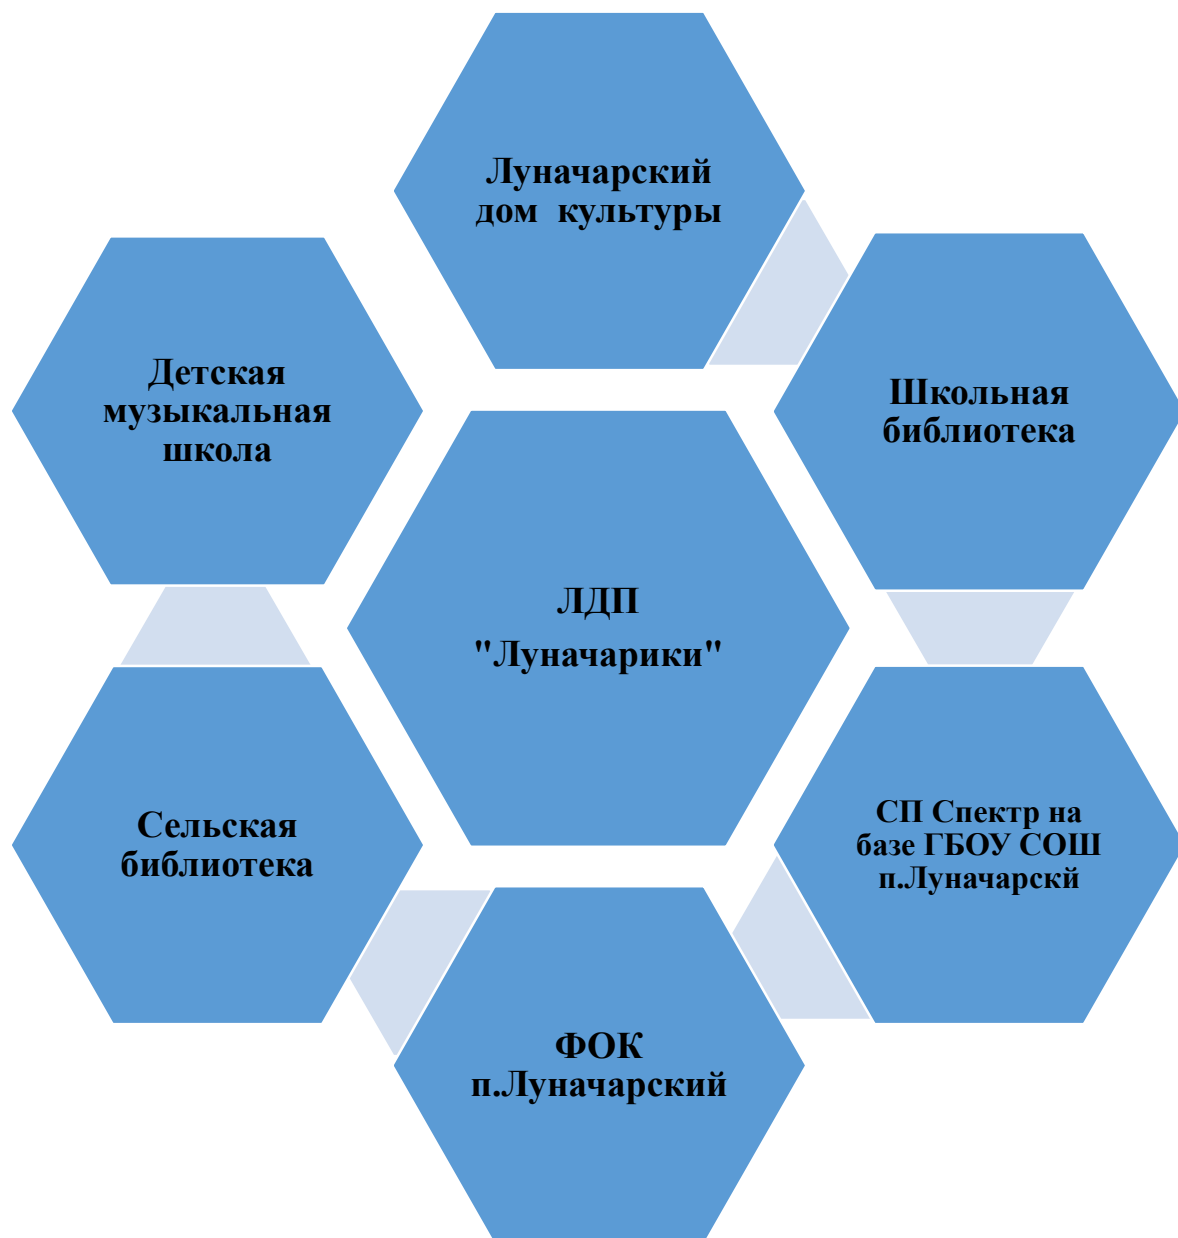 Луначарский
дом культуры
Детская
музыкальная
школа
Школьная
библиотека
ЛДП
"Луначарики"
Сельская
библиотека
СП Спектр на
базе ГБОУ СОШ
п.Луначарскй
ФОК
п.Луначарский